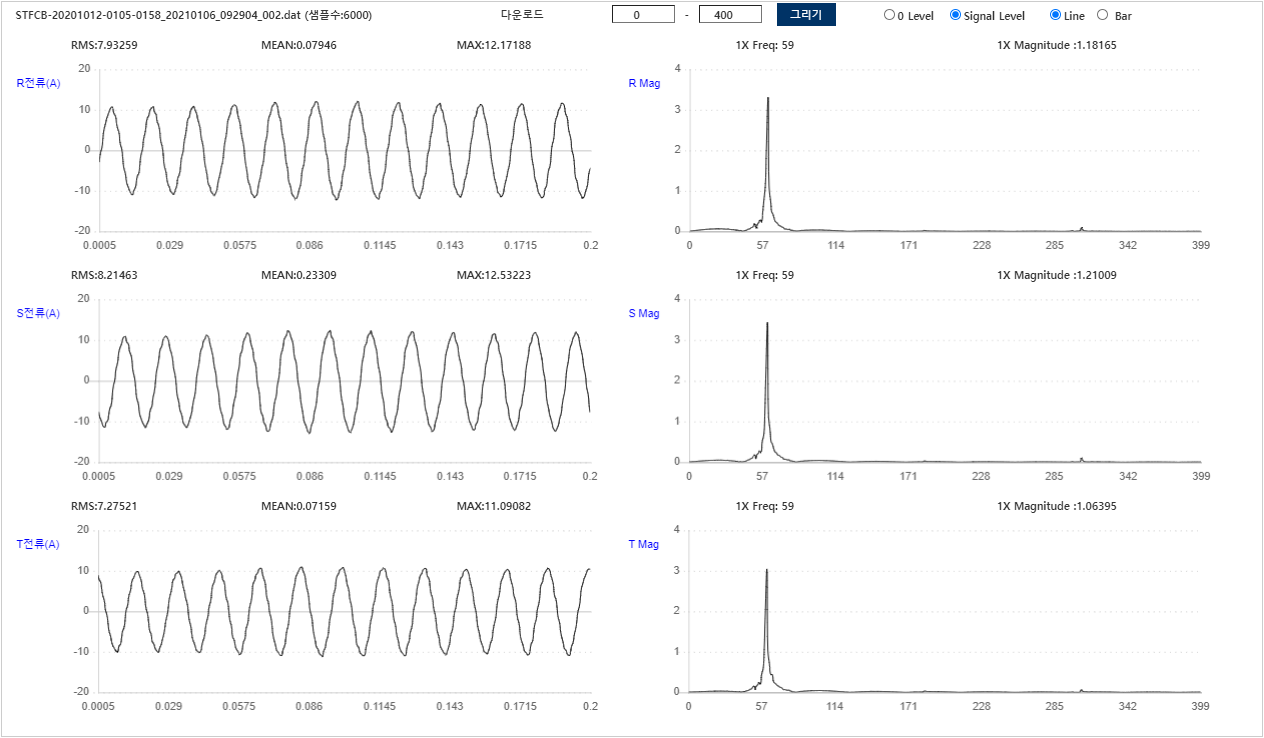 STFCB-20201012-0105-0158_20210106_092904_002.dat (샘플수:6000) 다운로드 0 - 400 그리기 0 Level Signal Level Line Bar
RMS:7.93259 MEAN:0.07946 MAX:12.17188 1X Freq: 59 1X Magnitude :1.18165
R전류(A) R Mag
20 4
10 3
0 2
-10 1
-20 0
0.0005 0.029 0.0575 0.086 0.1145 0.143 0.1715 0.2 0 57 114 171 228 285 342 399
RMS:8.21463 MEAN:0.23309 MAX:12.53223 1X Freq: 59 1X Magnitude :1.21009
S전류(A) S Mag
20 4
10 3
0 2
-10 1
-20 0
0.0005 0.029 0.0575 0.086 0.1145 0.143 0.1715 0.2 0 57 114 171 228 285 342 399
RMS:7.27521 MEAN:0.07159 MAX:11.09082 1X Freq: 59 1X Magnitude :1.06395
T전류(A) T Mag
20 4
10 3
0 2
-10 1
-20 0
0.0005 0.029 0.0575 0.086 0.1145 0.143 0.1715 0.2 0 57 114 171 228 285 342 399